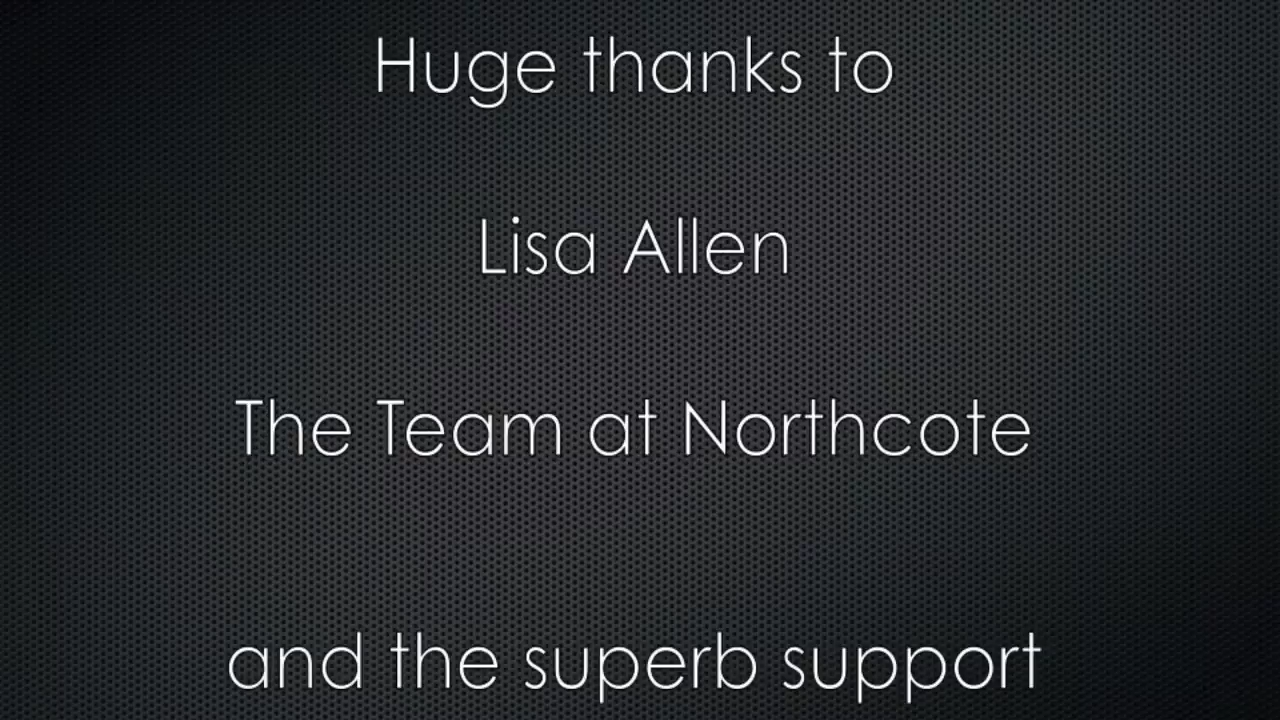 Huge thanks to
Lisa Allen
The Team at Northcote
and the superb support